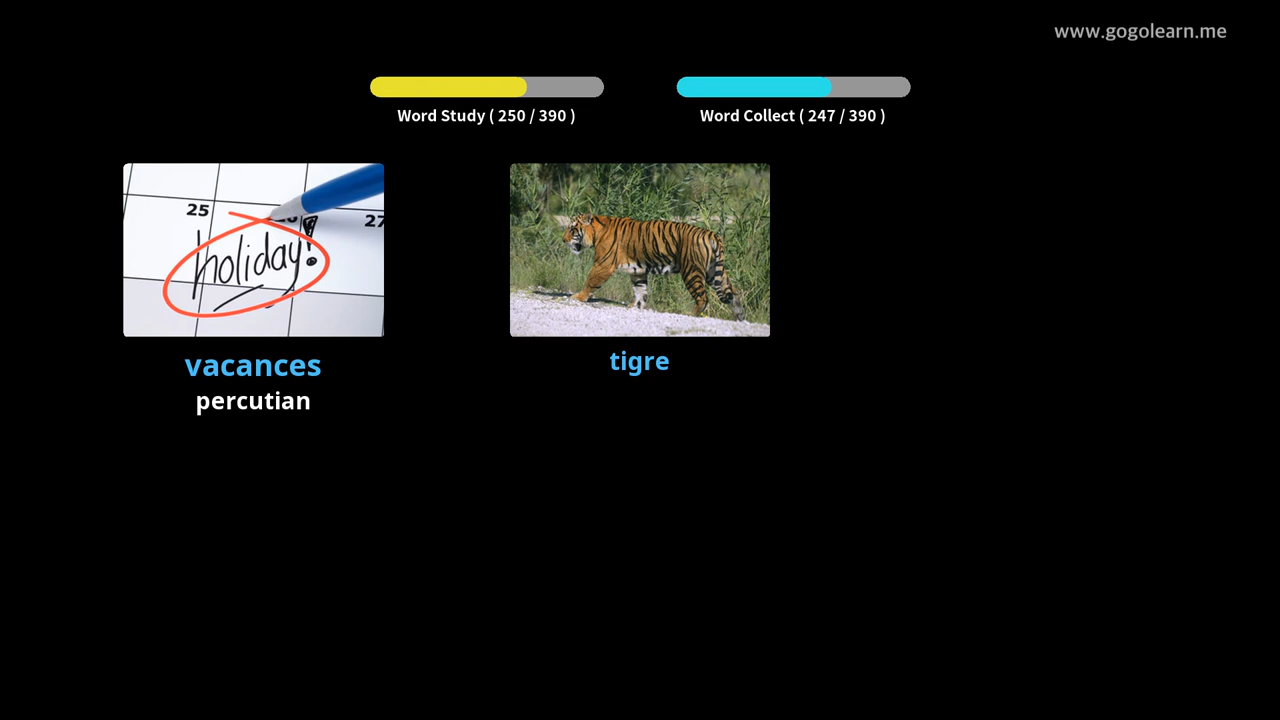 www.gogolearn.me
Word Study ( 250 / 390 )
Word Collect ( 247 / 390 )
25
27
holiday!
vacances
percutian
tigre